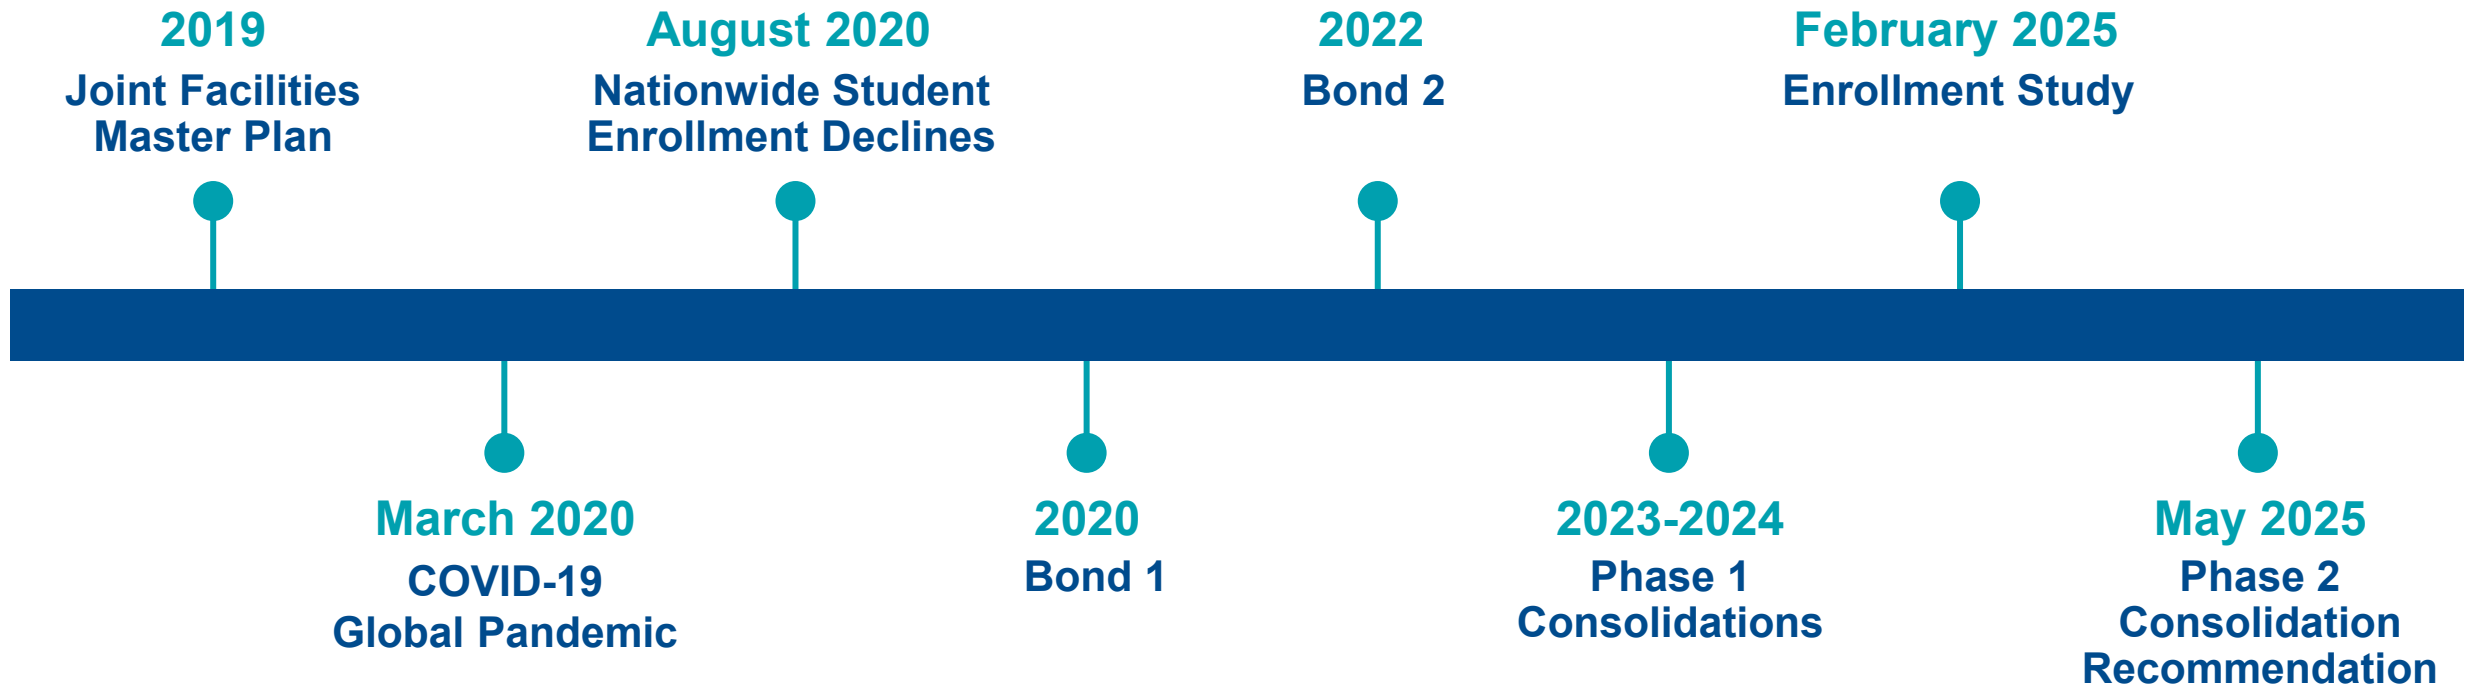 2019
Joint Facilities
Master Plan
August 2020
Nationwide Student
Enrollment Declines
2022
Bond 2
February 2025
Enrollment Study
March 2020
COVID-19
Global Pandemic
2020
Bond 1
2023-2024
Phase 1
Consolidations
May 2025
Phase 2
Consolidation
Recommendation